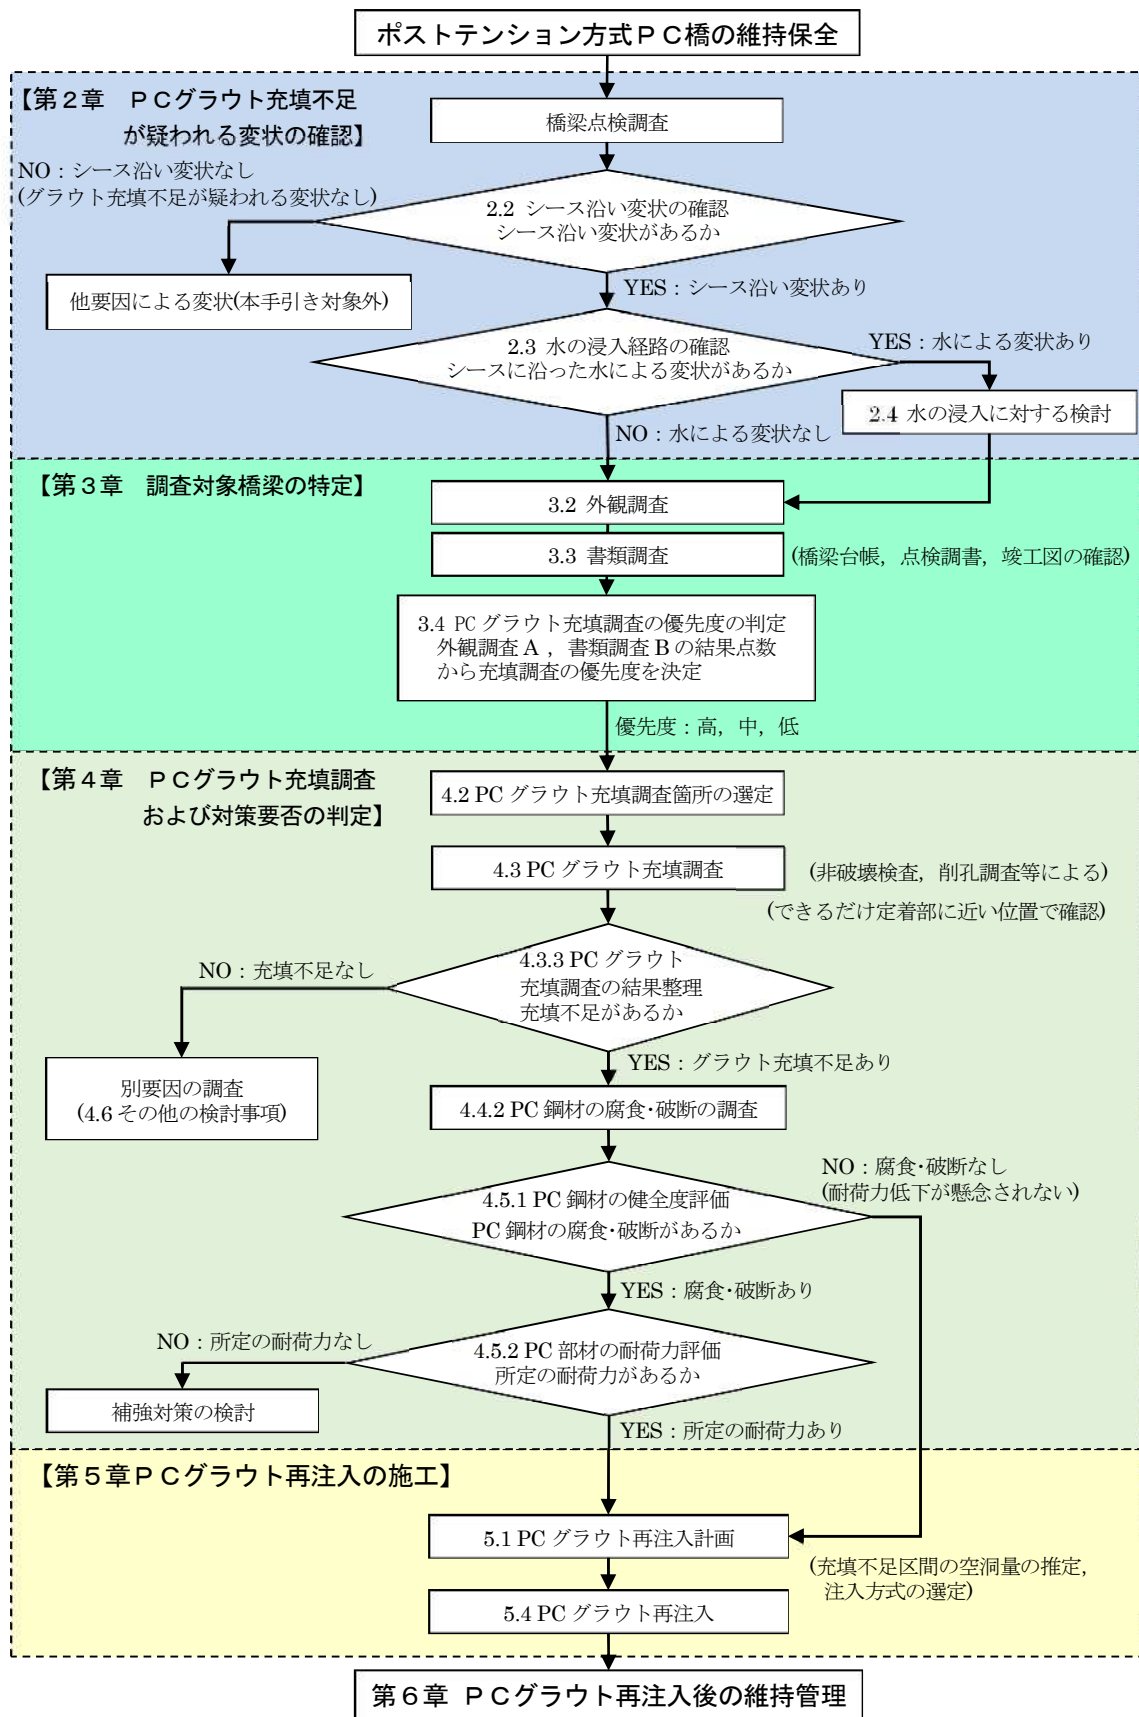 ポストテンション方式ＰＣ橋の維持保全
【第２章　ＰＣグラウト充填不足
が疑われる変状の確認】
橋梁点検調査
NO：シース沿い変状なし
(グラウト充填不足が疑われる変状なし)
2.2 シース沿い変状の確認
シース沿い変状があるか
YES：シース沿い変状あり
他要因による変状(本手引き対象外)
2.3 水の浸入経路の確認
シースに沿った水による変状があるか
YES：水による変状あり
2.4 水の浸入に対する検討
NO：水による変状なし
【第３章　調査対象橋梁の特定】
3.2 外観調査
3.3 書類調査
(橋梁台帳，点検調書，竣工図の確認)
3.4 PC グラウト充填調査の優先度の判定
外観調査 A ，書類調査 B の結果点数
から充填調査の優先度を決定
優先度：高，中，低
【第４章　ＰＣグラウト充填調査
および対策要否の判定】
4.2 PC グラウト充填調査箇所の選定
4.3 PC グラウト充填調査
(非破壊検査，削孔調査等による)
(できるだけ定着部に近い位置で確認)
4.3.3 PC グラウト
充填調査の結果整理
充填不足があるか
NO：充填不足なし
YES：グラウト充填不足あり
別要因の調査
(4.6 その他の検討事項)
4.4.2 PC 鋼材の腐食・破断の調査
NO：腐食・破断なし
(耐荷力低下が懸念されない)
4.5.1 PC 鋼材の健全度評価
PC 鋼材の腐食・破断があるか
YES：腐食・破断あり
NO：所定の耐荷力なし
4.5.2 PC 部材の耐荷力評価
所定の耐荷力があるか
補強対策の検討
YES：所定の耐荷力あり
【第５章ＰＣグラウト再注入の施工】
5.1 PC グラウト再注入計画
(充填不足区間の空洞量の推定，
注入方式の選定)
5.4 PC グラウト再注入
第６章 ＰＣグラウト再注入後の維持管理